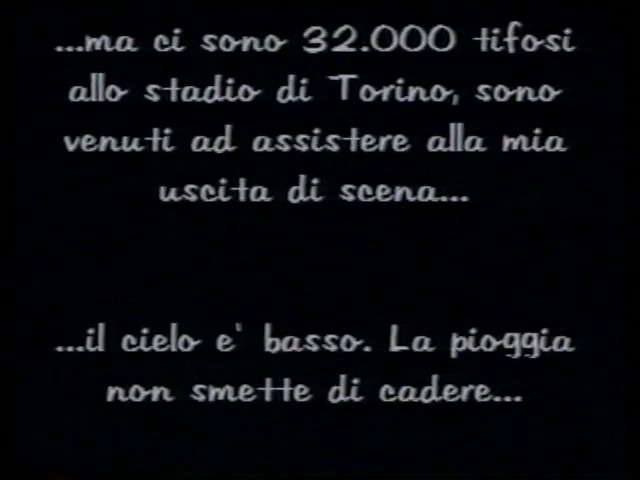 ...ma ci sono 32.000 tifosi
allo stadio di Torino, sono
venuti ad assistere alla mia
uscita di scena...
...il cielo e' basso. La pioggia
non smette di cadere...